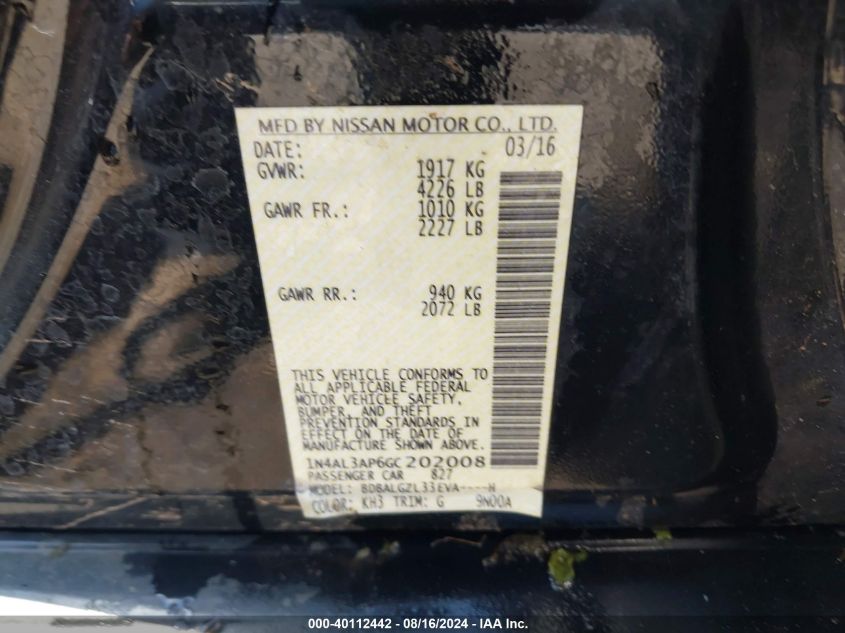 MFD BY NISSAN MOTOR CO., LTD.
DATE: 03/16
GVWR: 1917 KG
4226 LB
GAWR FR.: 1010 KG
2227 LB
GAWR RR.: 940 KG
2072 LB
THIS VEHICLE CONFORMS TO
ALL APPLICABLE FEDERAL
MOTOR VEHICLE SAFETY,
BUMPER, AND THEFT
PREVENTION STANDARDS IN
EFFECT ON THE DATE OF
MANUFACTURE SHOWN ABOVE.
1N4AL3AP6GC202008
PASSENGER CAR 827
MODEL: BDBALGZL33EVA----H
COLOR: KH3 TRIM: G 9N00A
000-40112442 - 08/16/2024 - IAA Inc.